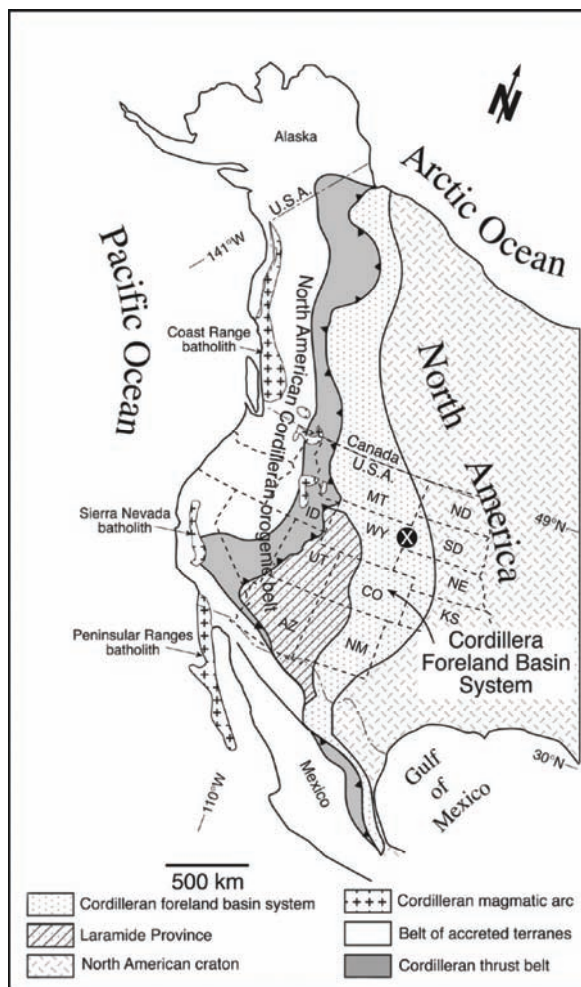 Alaska
N
Arctic Ocean
U.S.A.
141°W
Pacific Ocean
North American Cordilleran orogenic belt
Coast Range
batholith
North America
Canada
U.S.A.
MT
ND
49°N
ID
Sierra Nevada
batholith
WY
X
SD
UT
NE
CO
KS
AZ
Peninsular Ranges
batholith
NM
Cordillera
Foreland Basin
System
30°N
Gulf
of
Mexico
Mexico
110°W
500 km
Cordilleran foreland basin system
Laramide Province
North American craton
Cordilleran magmatic arc
Belt of accreted terranes
Cordilleran thrust belt